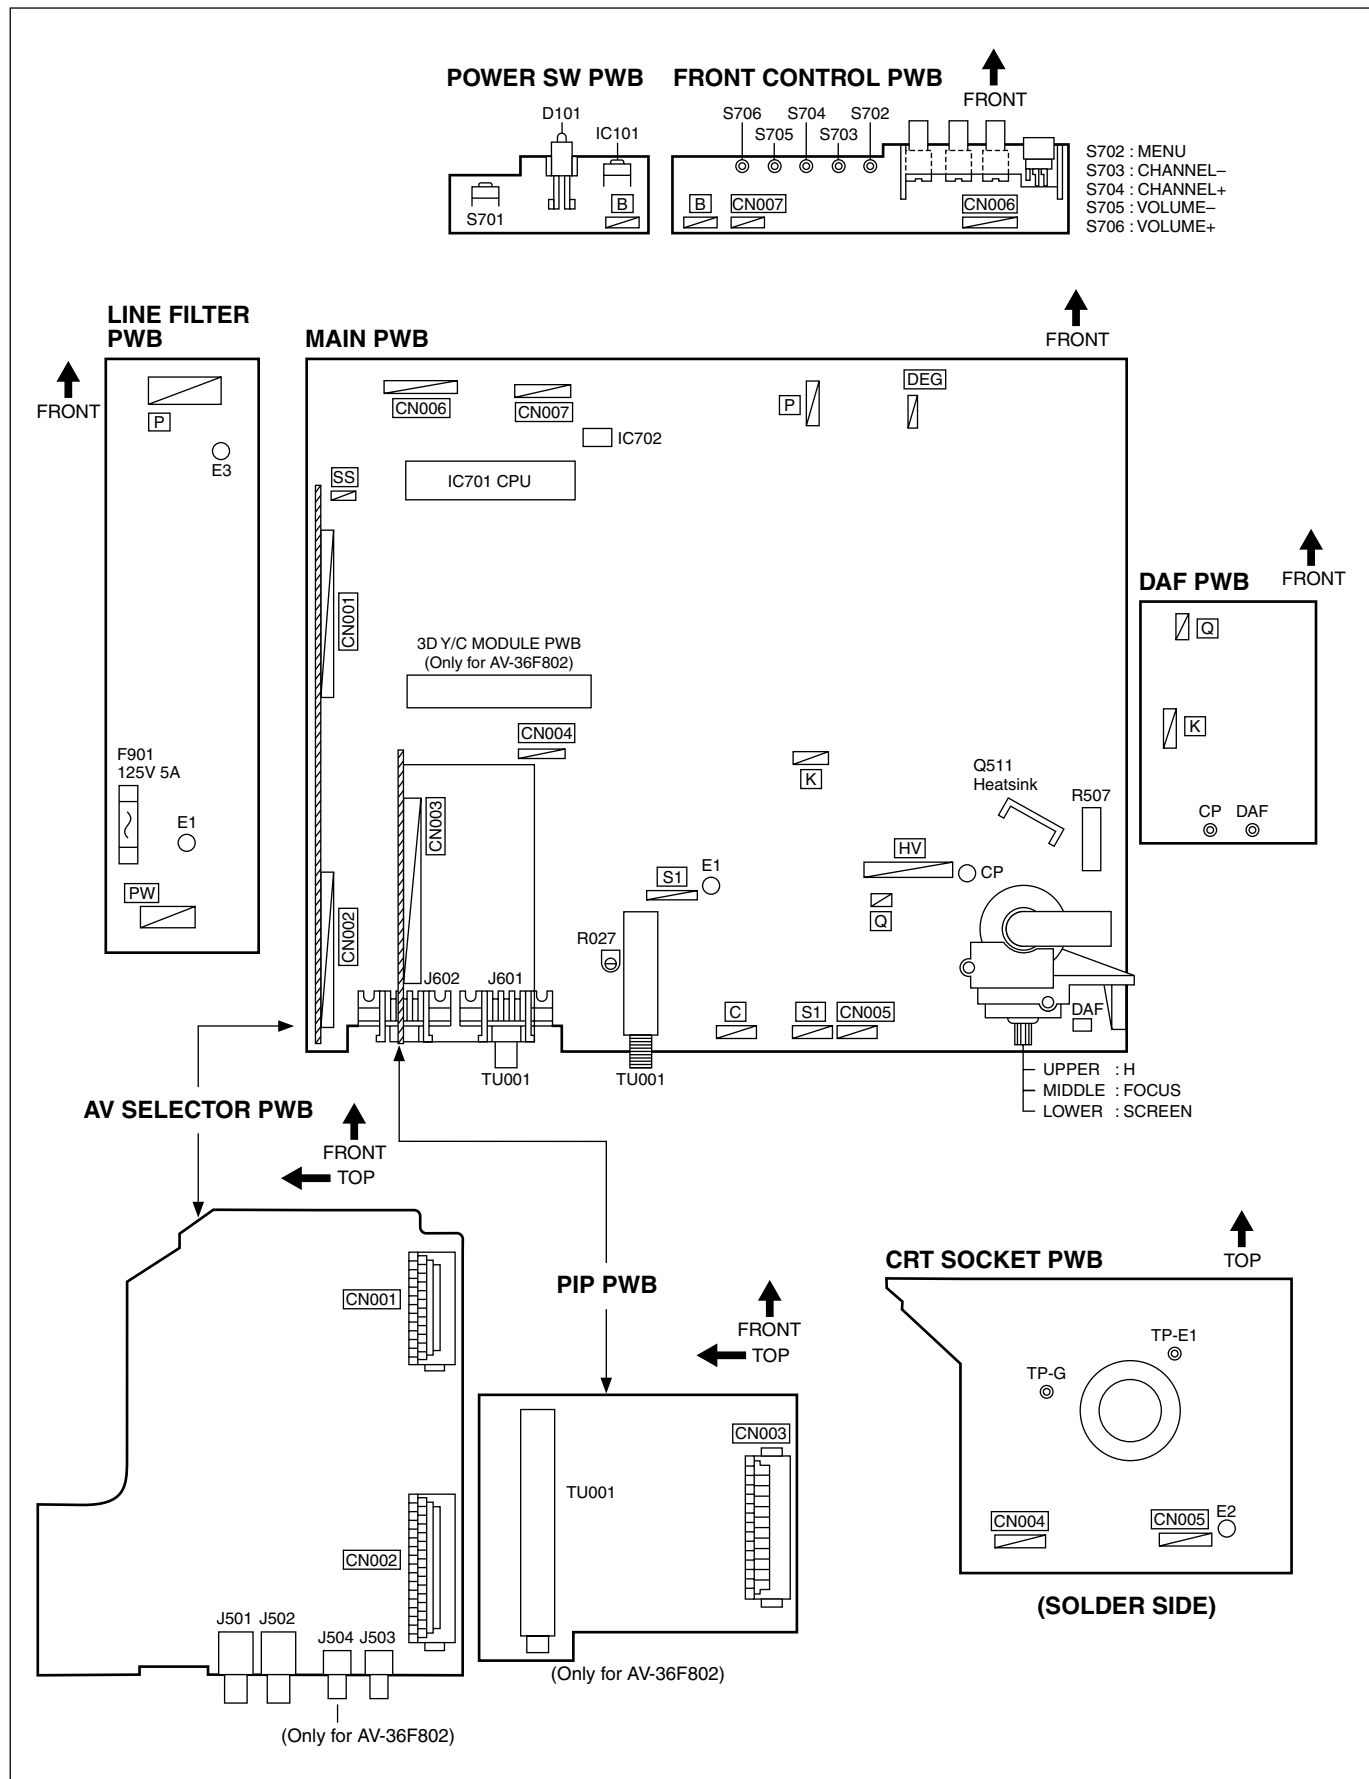 POWER SW PWB
FRONT CONTROL PWB
FRONT
D101
IC101
S701
B
S706
S704
S702
S705
S703
B
CN007
CN006
S702 : MENU
S703 : CHANNEL–
S704 : CHANNEL+
S705 : VOLUME–
S706 : VOLUME+
LINE FILTER
PWB
FRONT
P
E3
F901
125V 5A
E1
PW
MAIN PWB
FRONT
CN006
CN007
IC702
P
DEG
SS
IC701 CPU
CN001
3D Y/C MODULE PWB
(Only for AV-36F802)
CN004
CN003
K
Q511
Heatsink
R507
HV
CP
S1
E1
Q
CN002
R027
J602
J601
C
S1
CN005
DAF
TU001
TU001
UPPER : H
MIDDLE : FOCUS
LOWER : SCREEN
DAF PWB
FRONT
Q
K
CP
DAF
AV SELECTOR PWB
FRONT
TOP
CN001
CN002
J501
J502
J504
J503
(Only for AV-36F802)
PIP PWB
FRONT
TOP
CN003
TU001
(Only for AV-36F802)
CRT SOCKET PWB
TOP
TP-E1
TP-G
CN004
CN005
E2
(SOLDER SIDE)